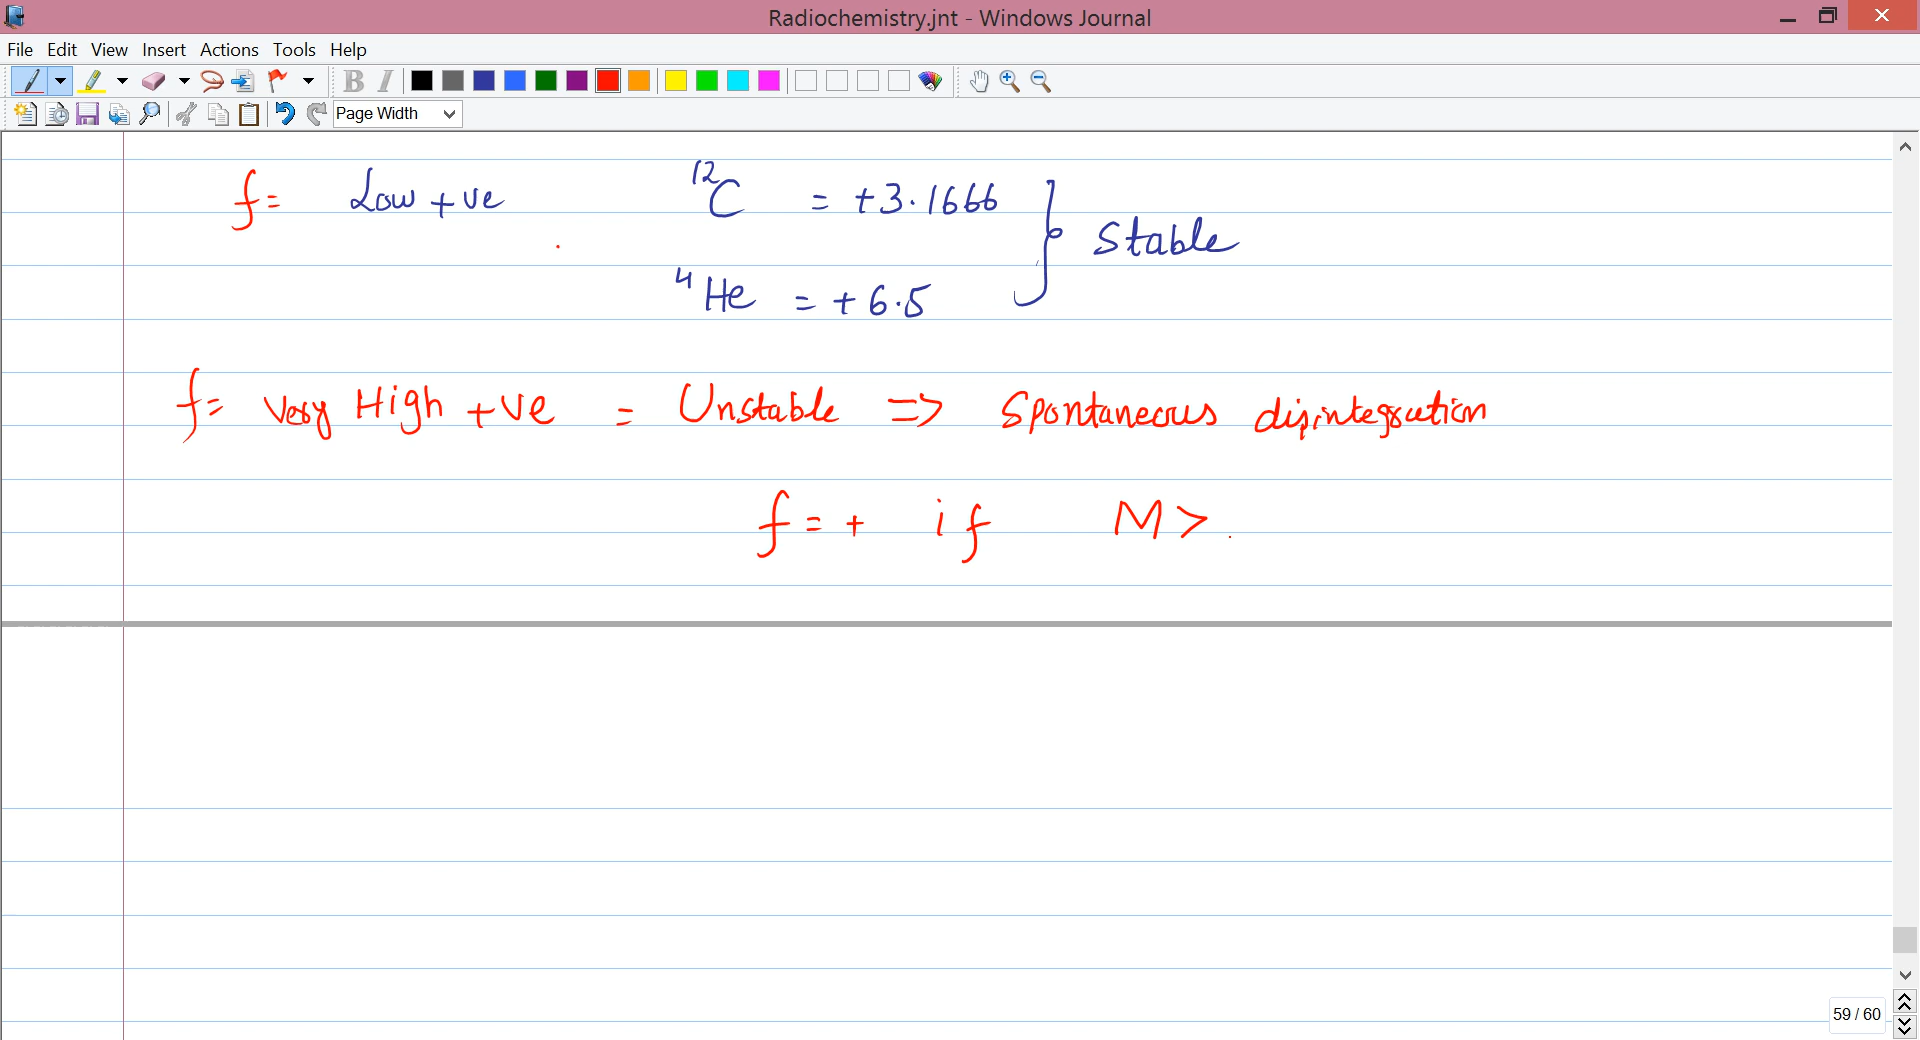 Radiochemistry.jnt - Windows Journal
File Edit View Insert Actions Tools Help
B I
Page Width
f = Low +ve 12C = +3.1666
Stable
4He = +6.5
f = Very High +ve = Unstable => Spontaneous disintegration
f = + if M >
59 / 60